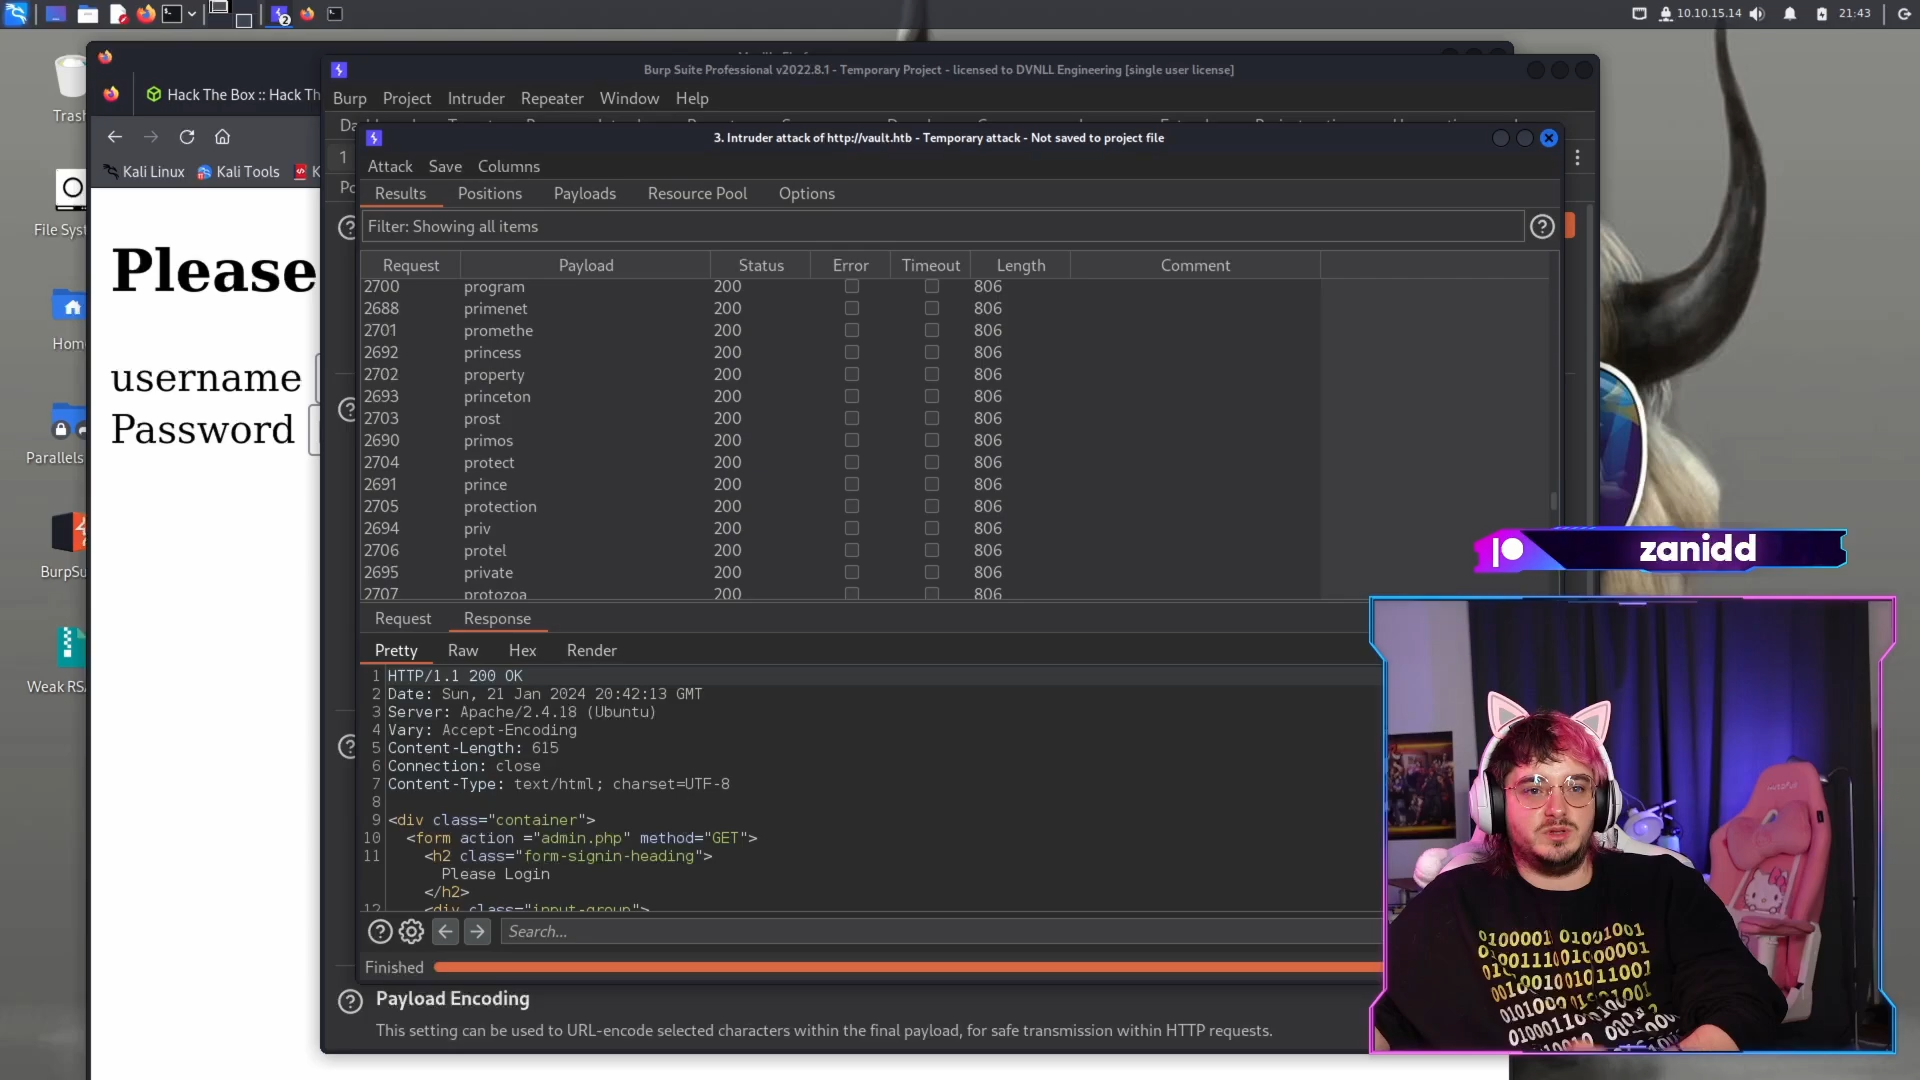 10.10.15.14
21:43
2
Trash
File Sys
Home
Parallels
BurpSu
Weak RSA
Hack The Box :: Hack Th
Kali Linux
Kali Tools
K
Please
username
Password
Burp Suite Professional v2022.8.1 - Temporary Project - licensed to DVNLL Engineering [single user license]
Burp Project Intruder Repeater Window Help
1
3. Intruder attack of http://vault.htb - Temporary attack - Not saved to project file
Attack Save Columns
Results Positions Payloads Resource Pool Options
Filter: Showing all items
Request Payload Status Error Timeout Length Comment
2700 program 200 806
2688 primenet 200 806
2701 promethe 200 806
2692 princess 200 806
2702 property 200 806
2693 princeton 200 806
2703 prost 200 806
2690 primos 200 806
2704 protect 200 806
2691 prince 200 806
2705 protection 200 806
2694 priv 200 806
2706 protel 200 806
2695 private 200 806
2707 protozoa 200 806
Request Response
Pretty Raw Hex Render
1 HTTP/1.1 200 OK
2 Date: Sun, 21 Jan 2024 20:42:13 GMT
3 Server: Apache/2.4.18 (Ubuntu)
4 Vary: Accept-Encoding
5 Content-Length: 615
6 Connection: close
7 Content-Type: text/html; charset=UTF-8
8
9 <div class="container">
10 <form action ="admin.php" method="GET">
11 <h2 class="form-signin-heading">
Please Login
</h2>
12 <div class="input-group">
Search...
Finished
Payload Encoding
This setting can be used to URL-encode selected characters within the final payload, for safe transmission within HTTP requests.
zanidd